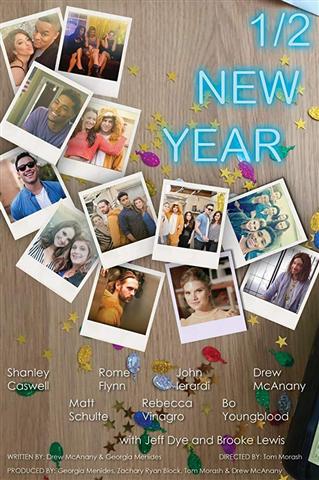 1/2
NEW
YEAR
Shanley Caswell
Rome Flynn
John Ierardi
Drew McAnany
Matt Schulte
Rebecca Vinagro
Bo Youngblood
with Jeff Dye and Brooke Lewis
WRITTEN BY: Drew McAnany & Georgia Menides
DIRECTED BY: Tom Morash
PRODUCED BY: Georgia Menides, Zachary Ryan Block, Tom Morash & Drew McAnany